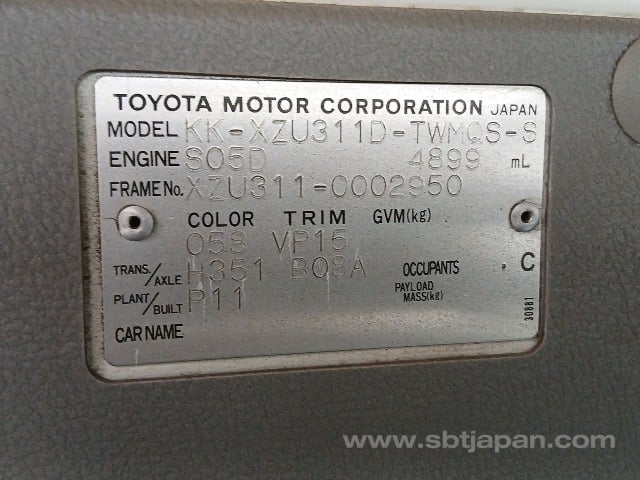 TOYOTA MOTOR CORPORATION JAPAN
MODEL KK-XZU311D-TWMQS-S
ENGINE S05D 4899 mL
FRAME No. XZU311-0002950
COLOR TRIM GVM(kg)
058 VP15
TRANS./AXLE H351 B08A OCCUPANTS C
PLANT/BUILT P11 PAYLOAD MASS(kg)
30881
CAR NAME
www.sbtjapan.com